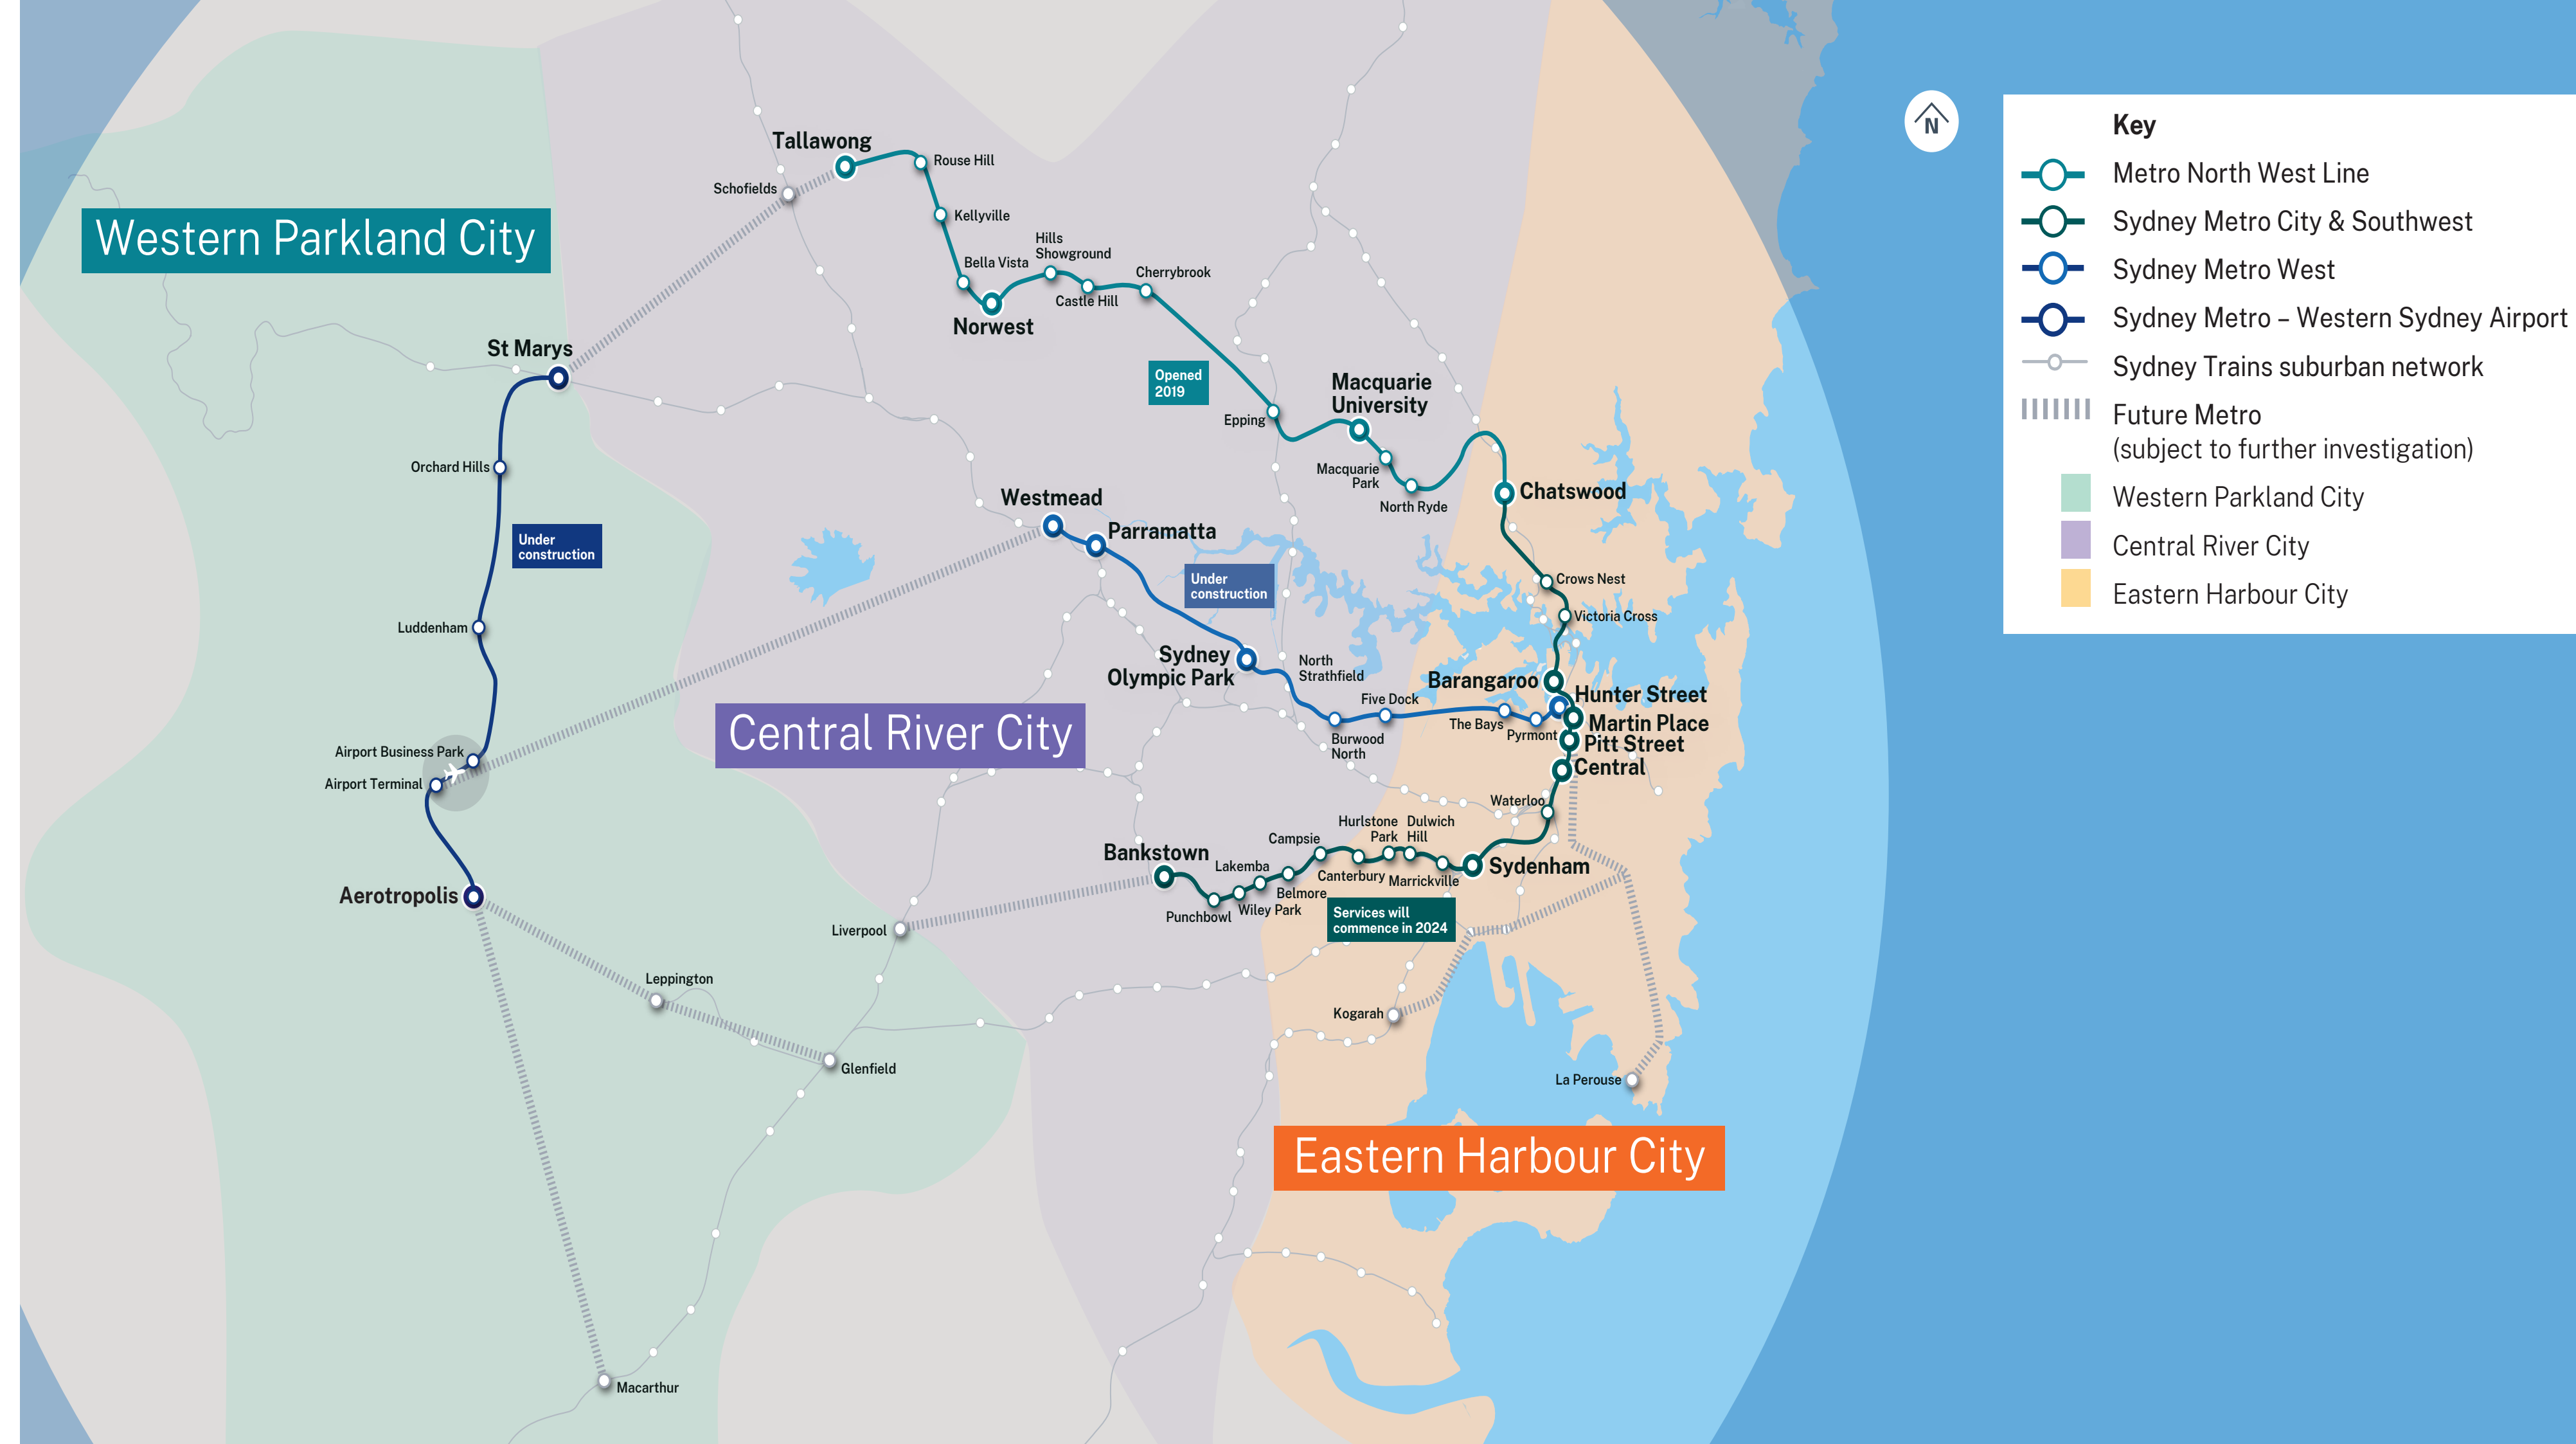 Tallawong
Rouse Hill
Schofields
Kellyville
Western Parkland City
Hills
Showground
Bella Vista
Cherrybrook
Castle Hill
Norwest
St Marys
Opened
2019
Macquarie
University
Epping
Orchard Hills
Macquarie
Park
North Ryde
Chatswood
Westmead
Parramatta
Under
construction
Under
construction
Crows Nest
Victoria Cross
Luddenham
Sydney
Olympic Park
North
Strathfield
Barangaroo
Hunter Street
Five Dock
The Bays
Pyrmont
Martin Place
Pitt Street
Central River City
Burwood
North
Airport Business Park
Airport Terminal
Central
Waterloo
Hurlstone
Park
Dulwich
Hill
Campsie
Bankstown
Lakemba
Canterbury
Marrickville
Sydenham
Belmore
Wiley Park
Punchbowl
Aerotropolis
Services will
commence in 2024
Liverpool
Leppington
Kogarah
Glenfield
La Perouse
Eastern Harbour City
Macarthur
N
Key
Metro North West Line
Sydney Metro City & Southwest
Sydney Metro West
Sydney Metro – Western Sydney Airport
Sydney Trains suburban network
Future Metro
(subject to further investigation)
Western Parkland City
Central River City
Eastern Harbour City